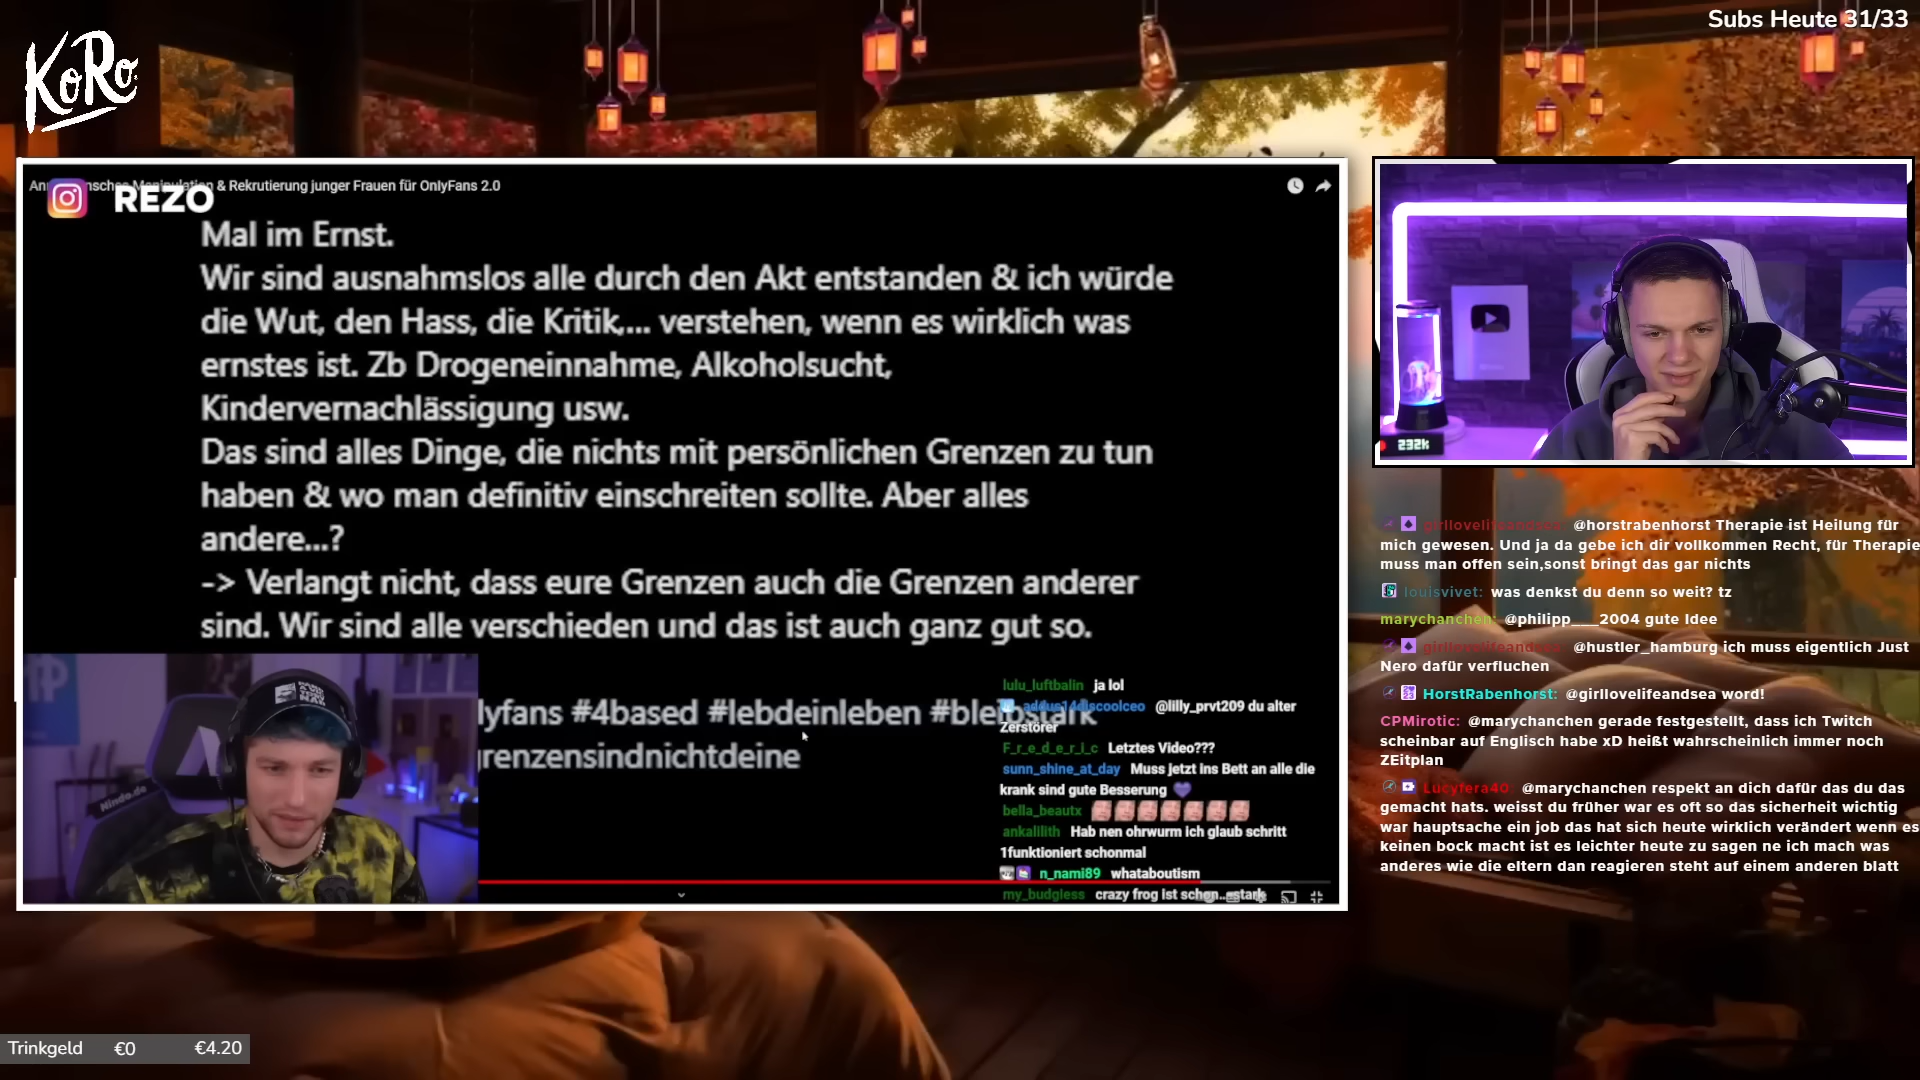 Subs Heute 31/33
KoRo
Manipulation & Rekrutierung junger Frauen für OnlyFans 2.0
REZO
Mal im Ernst.
Wir sind ausnahmslos alle durch den Akt entstanden & ich würde
die Wut, den Hass, die Kritik,... verstehen, wenn es wirklich was
ernstes ist. Zb Drogeneinnahme, Alkoholsucht,
Kindervernachlässigung usw.
Das sind alles Dinge, die nichts mit persönlichen Grenzen zu tun
haben & wo man definitiv einschreiten sollte. Aber alles
andere...?
-> Verlangt nicht, dass eure Grenzen auch die Grenzen anderer
sind. Wir sind alle verschieden und das ist auch ganz gut so.
lyfans #4based #lebdeinleben #bleibstark
grenzensindnichtdeine
Nindo.de
lulu_luftbalin ja lol
@lilly_prvt209 du alter
Zerstörer
F_r_e_d_e_r_i_c Letztes Video???
sunn_shine_at_day Muss jetzt ins Bett an alle die
krank sind gute Besserung
bella_beautx
ankalilith Hab nen ohrwurm ich glaub schritt
1funktioniert schonmal
n_nami89 whataboutism
my_budgless crazy frog ist schon...stark
232k
girllovelifeandsea: @horstrabenhorst Therapie ist Heilung für
mich gewesen. Und ja da gebe ich dir vollkommen Recht, für Therapie
muss man offen sein,sonst bringt das gar nichts
louisvivet: was denkst du denn so weit? tz
marychanchen: @philipp___2004 gute Idee
girllovelifeandsea: @hustler_hamburg ich muss eigentlich Just
Nero dafür verfluchen
HorstRabenhorst: @girllovelifeandsea word!
CPMirotic: @marychanchen gerade festgestellt, dass ich Twitch
scheinbar auf Englisch habe xD heißt wahrscheinlich immer noch
ZEitplan
Lucyfera40: @marychanchen respekt an dich dafür das du das
gemacht hats. weisst du früher war es oft so das sicherheit wichtig
war hauptsache ein job das hat sich heute wirklich verändert wenn es
keinen bock macht ist es leichter heute zu sagen ne ich mach was
anderes wie die eltern dan reagieren steht auf einem anderen blatt
Trinkgeld €0 €4.20